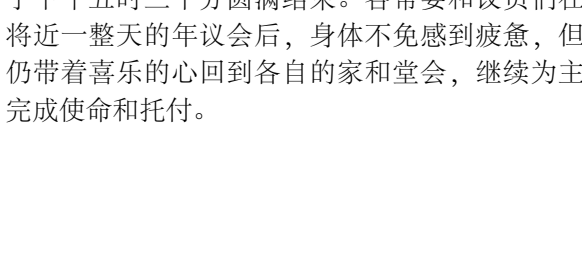 于下午五时三十分圆满结束。各常委和议员们在
将近一整天的年议会后，身体不免感到疲惫，但
仍带着喜乐的心回到各自的家和堂会，继续为主
完成使命和托付。